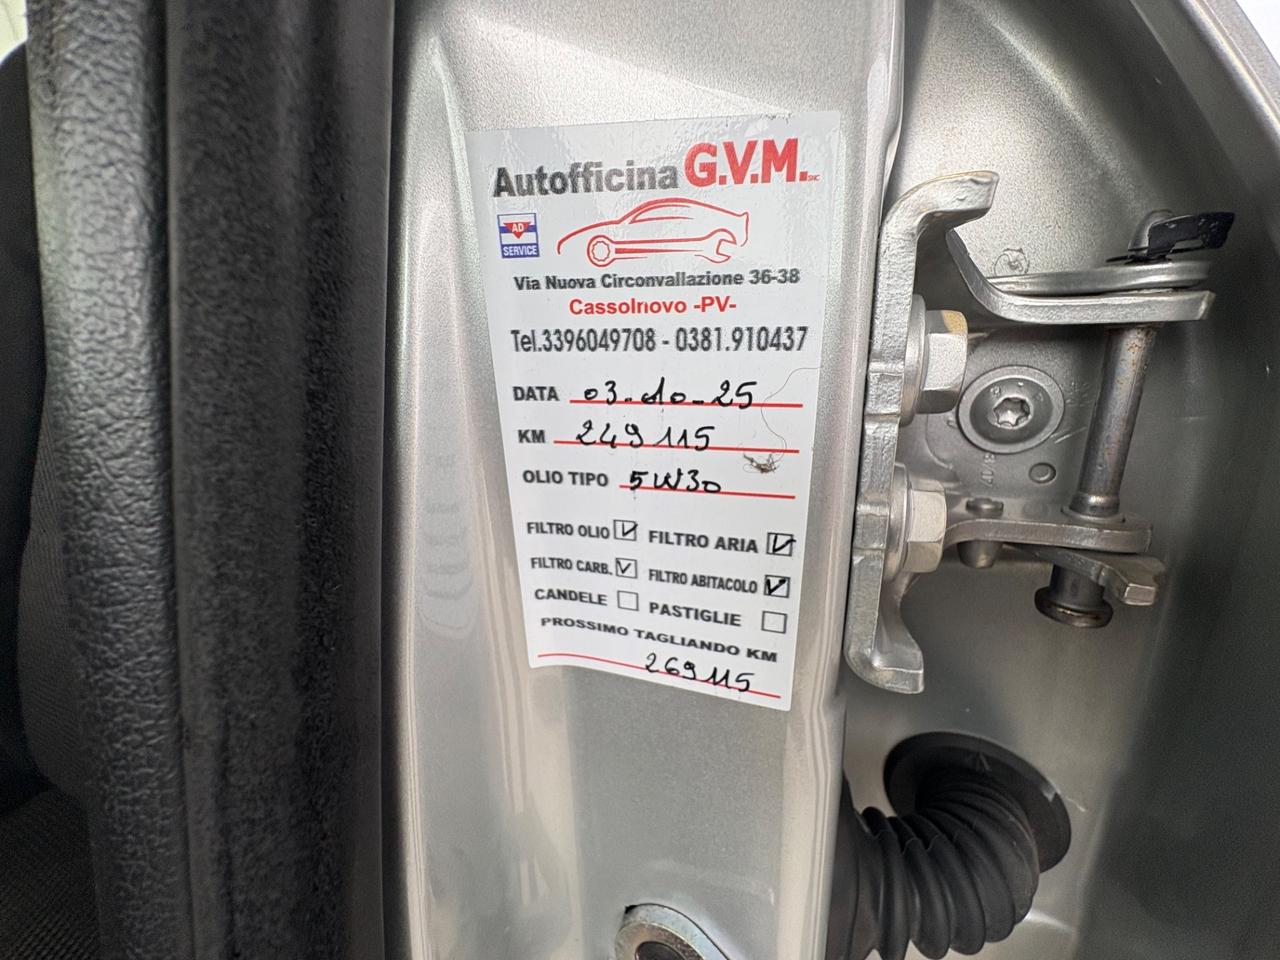 Autofficina G.V.M. snc
AD
SERVICE
Via Nuova Circonvallazione 36-38
Cassolnovo -PV-
Tel.3396049708 - 0381.910437
DATA 03-10-25
KM 249115
OLIO TIPO 5W30
FILTRO OLIO FILTRO ARIA
FILTRO CARB. FILTRO ABITACOLO
CANDELE PASTIGLIE
PROSSIMO TAGLIANDO KM
269115